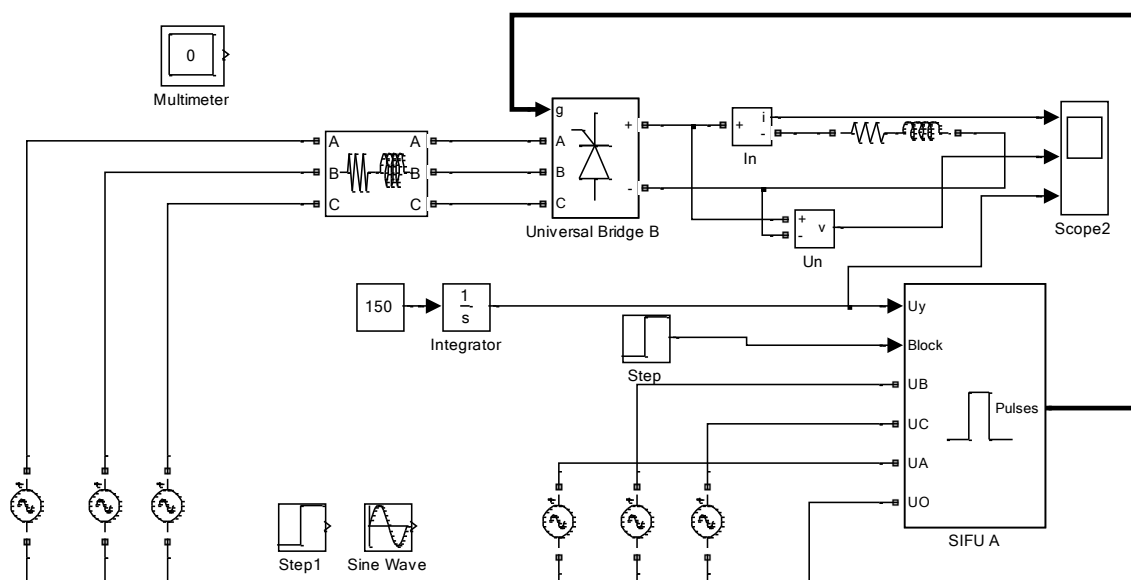 0
Multimeter
g
A
B
C
A
B
C
A
B
C
+
-
Universal Bridge B
+
i
-
In
+
-
v
Un
Scope2
150
1
s
Integrator
Step
Uy
Block
UB
UC
UA
UO
Pulses
SIFU A
Step1
Sine Wave